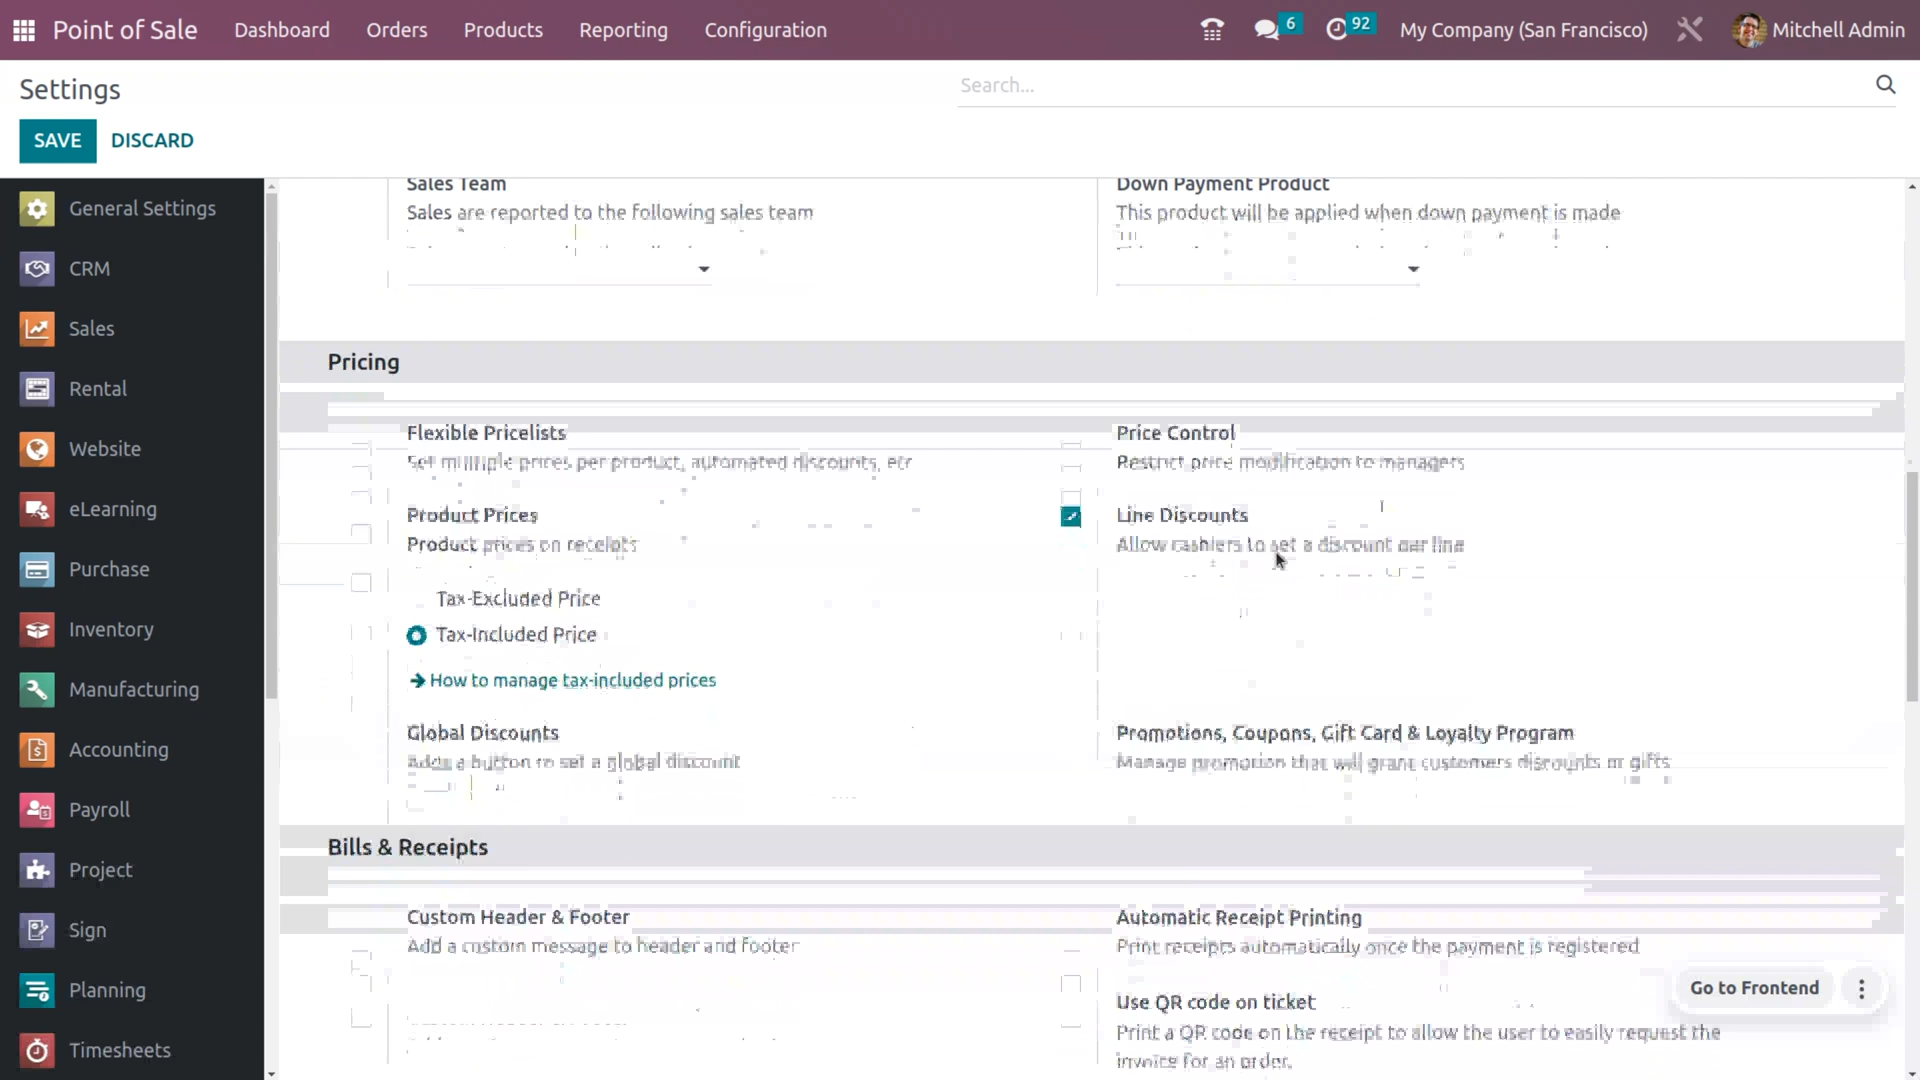 Point of Sale Dashboard Orders Products Reporting Configuration 6 92 My Company (San Francisco) Mitchell Admin
Settings
Search...
SAVE DISCARD
General Settings
CRM
Sales
Rental
Website
eLearning
Purchase
Inventory
Manufacturing
Accounting
Payroll
Project
Sign
Planning
Timesheets
Sales Team
Sales are reported to the following sales team
Down Payment Product
This product will be applied when down payment is made
Pricing
Flexible Pricelists
Set multiple prices per product, automated discounts, etc
Price Control
Restrict price modification to managers
Product Prices
Product prices on receipts
Tax-Excluded Price
Tax-Included Price
How to manage tax-included prices
Line Discounts
Allow cashiers to set a discount per line
Global Discounts
Adds a button to set a global discount
Promotions, Coupons, Gift Card & Loyalty Program
Manage promotion that will grant customers discounts or gifts
Bills & Receipts
Custom Header & Footer
Add a custom message to header and footer
Automatic Receipt Printing
Print receipts automatically once the payment is registered
Use QR code on ticket
Print a QR code on the receipt to allow the user to easily request the
invoice for an order.
Go to Frontend